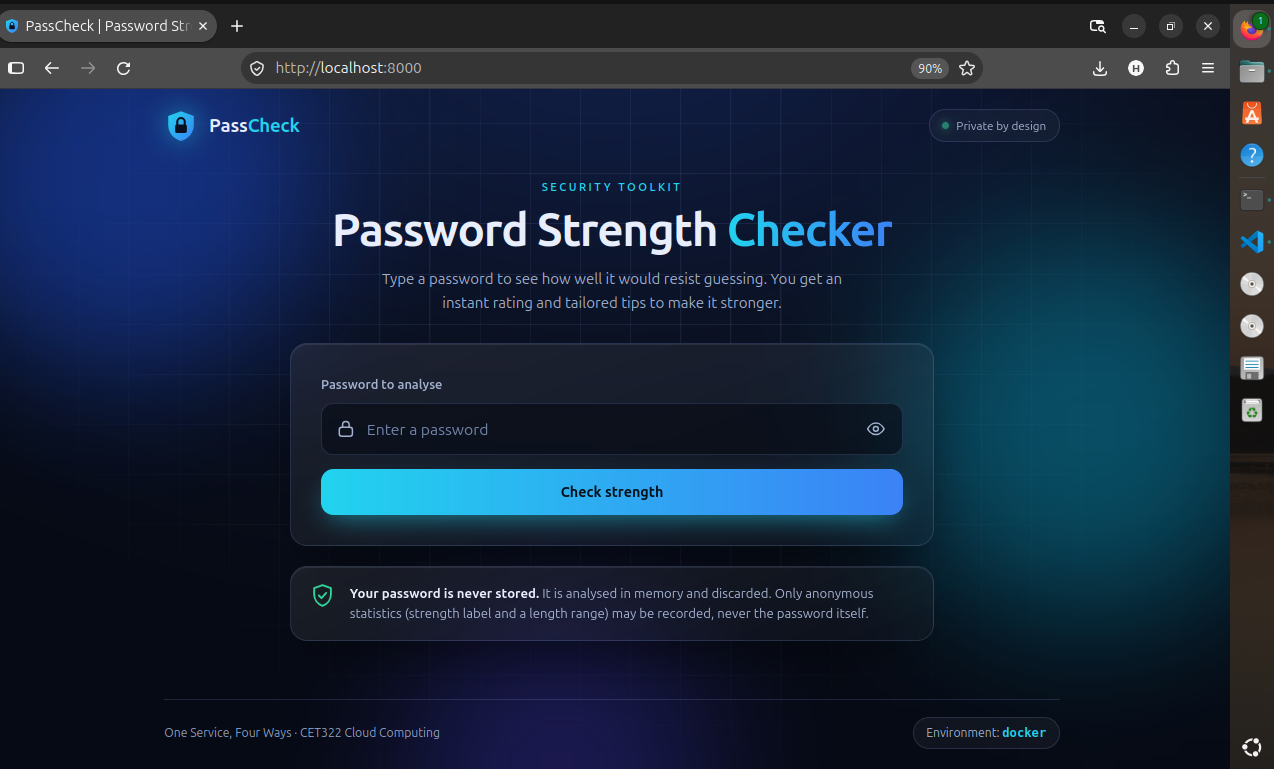 PassCheck | Password Str
http://localhost:8000
90%
H
1
PassCheck
Private by design
SECURITY TOOLKIT
Password Strength Checker
Type a password to see how well it would resist guessing. You get an
instant rating and tailored tips to make it stronger.
Password to analyse
Enter a password
Check strength
Your password is never stored. It is analysed in memory and discarded. Only anonymous
statistics (strength label and a length range) may be recorded, never the password itself.
One Service, Four Ways · CET322 Cloud Computing
Environment: docker